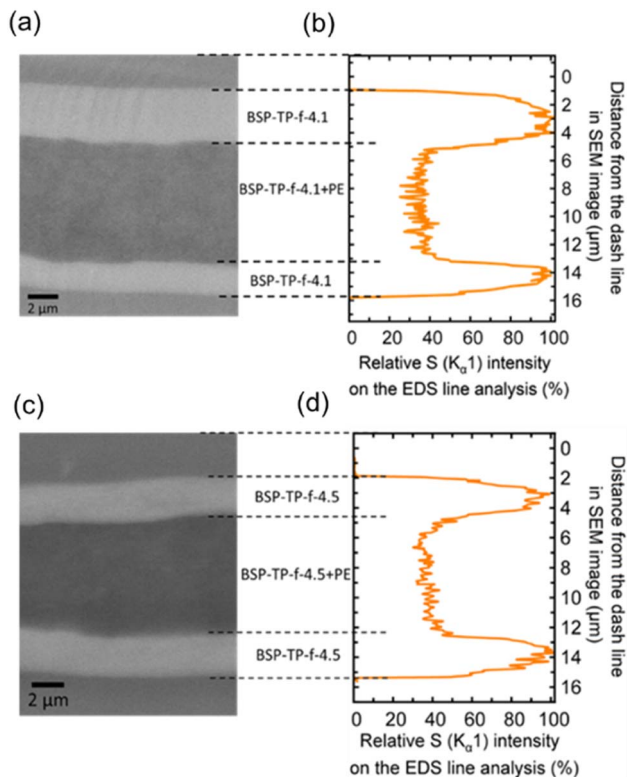 (a)
(b)
BSP-TP-f-4.1
BSP-TP-f-4.1+PE
BSP-TP-f-4.1
2 μm
0
2
4
6
8
10
12
14
16
Distance from the dash line
in SEM image (μm)
0 20 40 60 80 100
Relative S (Kα1) intensity
on the EDS line analysis (%)
(c)
(d)
BSP-TP-f-4.5
BSP-TP-f-4.5+PE
BSP-TP-f-4.5
2 μm
0
2
4
6
8
10
12
14
16
Distance from the dash line
in SEM image (μm)
0 20 40 60 80 100
Relative S (Kα1) intensity
on the EDS line analysis (%)